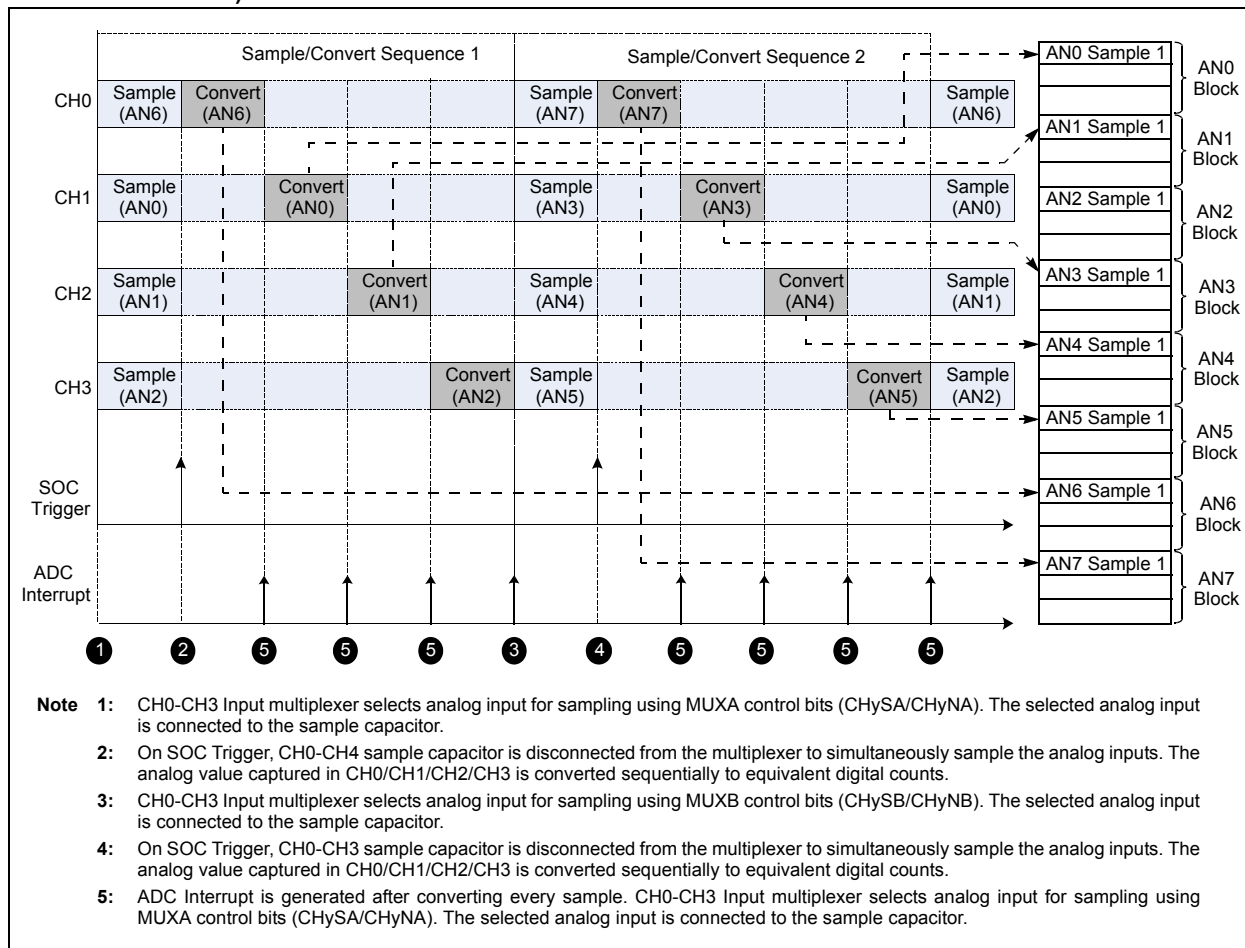 Sample/Convert Sequence 1
Sample/Convert Sequence 2
CH0
Sample
(AN6)
Convert
(AN6)
Sample
(AN7)
Convert
(AN7)
Sample
(AN6)
CH1
Sample
(AN0)
Convert
(AN0)
Sample
(AN3)
Convert
(AN3)
Sample
(AN0)
CH2
Sample
(AN1)
Convert
(AN1)
Sample
(AN4)
Convert
(AN4)
Sample
(AN1)
CH3
Sample
(AN2)
Convert
(AN2)
Sample
(AN5)
Convert
(AN5)
Sample
(AN2)
SOC
Trigger
ADC
Interrupt
1 2 5 5 5 3 4 5 5 5 5
AN0 Sample 1
AN0
Block
AN1 Sample 1
AN1
Block
AN2 Sample 1
AN2
Block
AN3 Sample 1
AN3
Block
AN4 Sample 1
AN4
Block
AN5 Sample 1
AN5
Block
AN6 Sample 1
AN6
Block
AN7 Sample 1
AN7
Block
Note 1: CH0-CH3 Input multiplexer selects analog input for sampling using MUXA control bits (CHySA/CHyNA). The selected analog input
is connected to the sample capacitor.
2: On SOC Trigger, CH0-CH4 sample capacitor is disconnected from the multiplexer to simultaneously sample the analog inputs. The
analog value captured in CH0/CH1/CH2/CH3 is converted sequentially to equivalent digital counts.
3: CH0-CH3 Input multiplexer selects analog input for sampling using MUXB control bits (CHySB/CHyNB). The selected analog input
is connected to the sample capacitor.
4: On SOC Trigger, CH0-CH3 sample capacitor is disconnected from the multiplexer to simultaneously sample the analog inputs. The
analog value captured in CH0/CH1/CH2/CH3 is converted sequentially to equivalent digital counts.
5: ADC Interrupt is generated after converting every sample. CH0-CH3 Input multiplexer selects analog input for sampling using
MUXA control bits (CHySA/CHyNA). The selected analog input is connected to the sample capacitor.